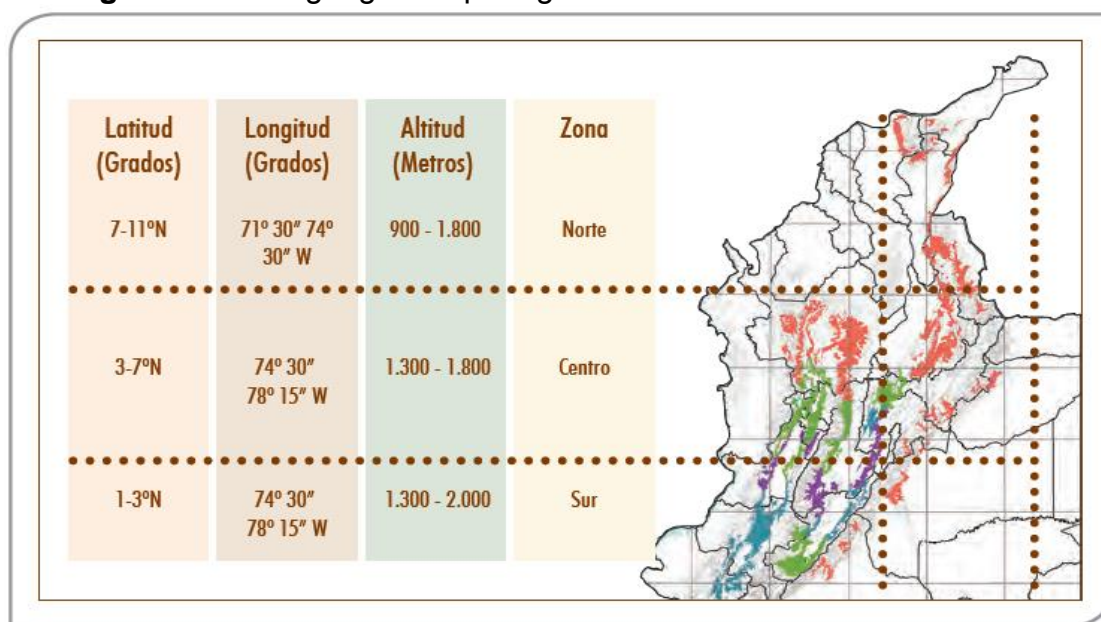 Latitud
(Grados)
Longitud
(Grados)
Altitud
(Metros)
Zona
7-11ºN
71º 30” 74º
30” W
900 - 1.800
Norte
3-7ºN
74º 30”
78º 15” W
1.300 - 1.800
Centro
1-3ºN
74º 30”
78º 15” W
1.300 - 2.000
Sur